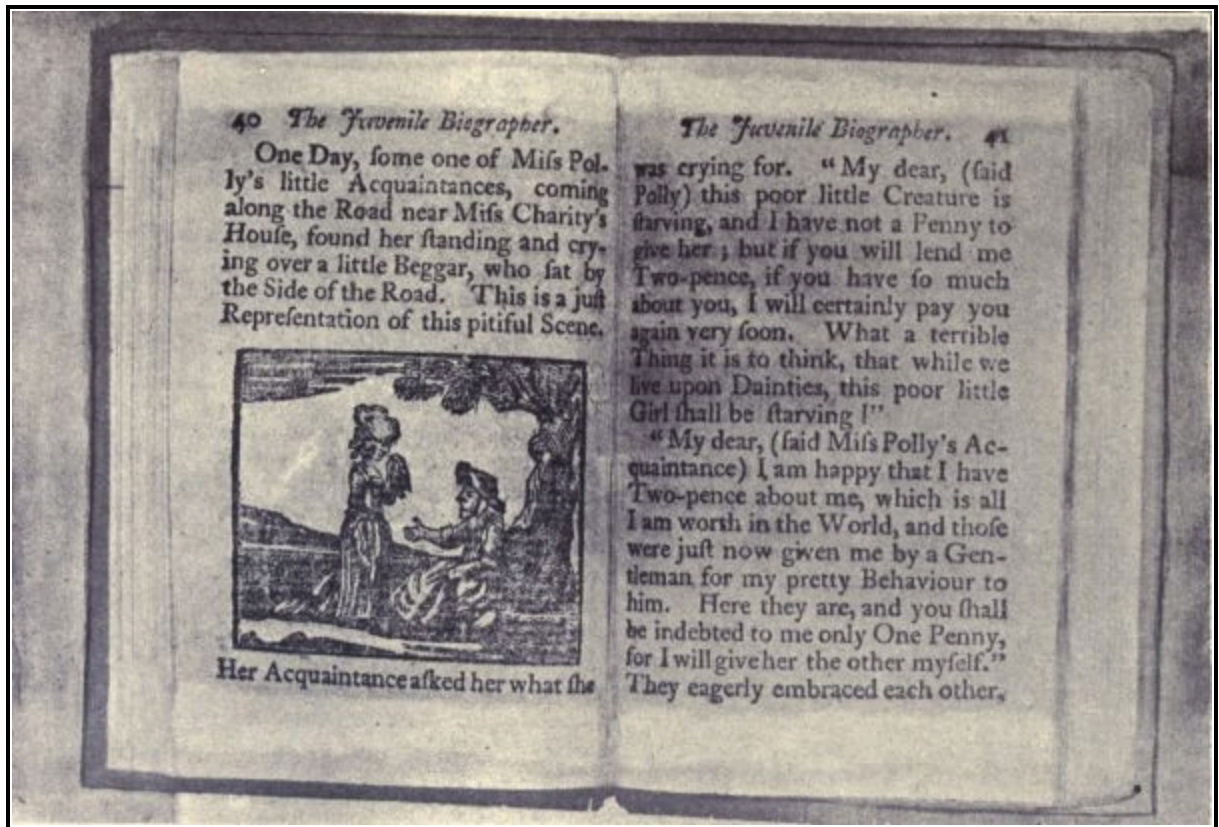 40 The Juvenile Biographer.
One Day, ſome one of Miſs Pol-
ly's little Acquaintances, coming
along the Road near Miſs Charity's
Houſe, found her ſtanding and cry-
ing over a little Beggar, who ſat by
the Side of the Road. This is a juſt
Repreſentation of this pitiful Scene.
Her Acquaintance aſked her what ſhe
The Juvenile Biographer. 41
was crying for. "My dear, (ſaid
Polly) this poor little Creature is
ſtarving, and I have not a Penny to
give her; but if you will lend me
Two-pence, if you have ſo much
about you, I will certainly pay you
again very ſoon. What a terrible
Thing it is to think, that while we
live upon Dainties, this poor little
Girl ſhall be ſtarving!"
"My dear, (ſaid Miſs Polly's Ac-
quaintance) I am happy that I have
Two-pence about me, which is all
I am worth in the World, and thoſe
were juſt now given me by a Gen-
tleman for my pretty Behaviour to
him. Here they are, and you ſhall
be indebted to me only One Penny,
for I will give her the other myſelf."
They eagerly embraced each other,